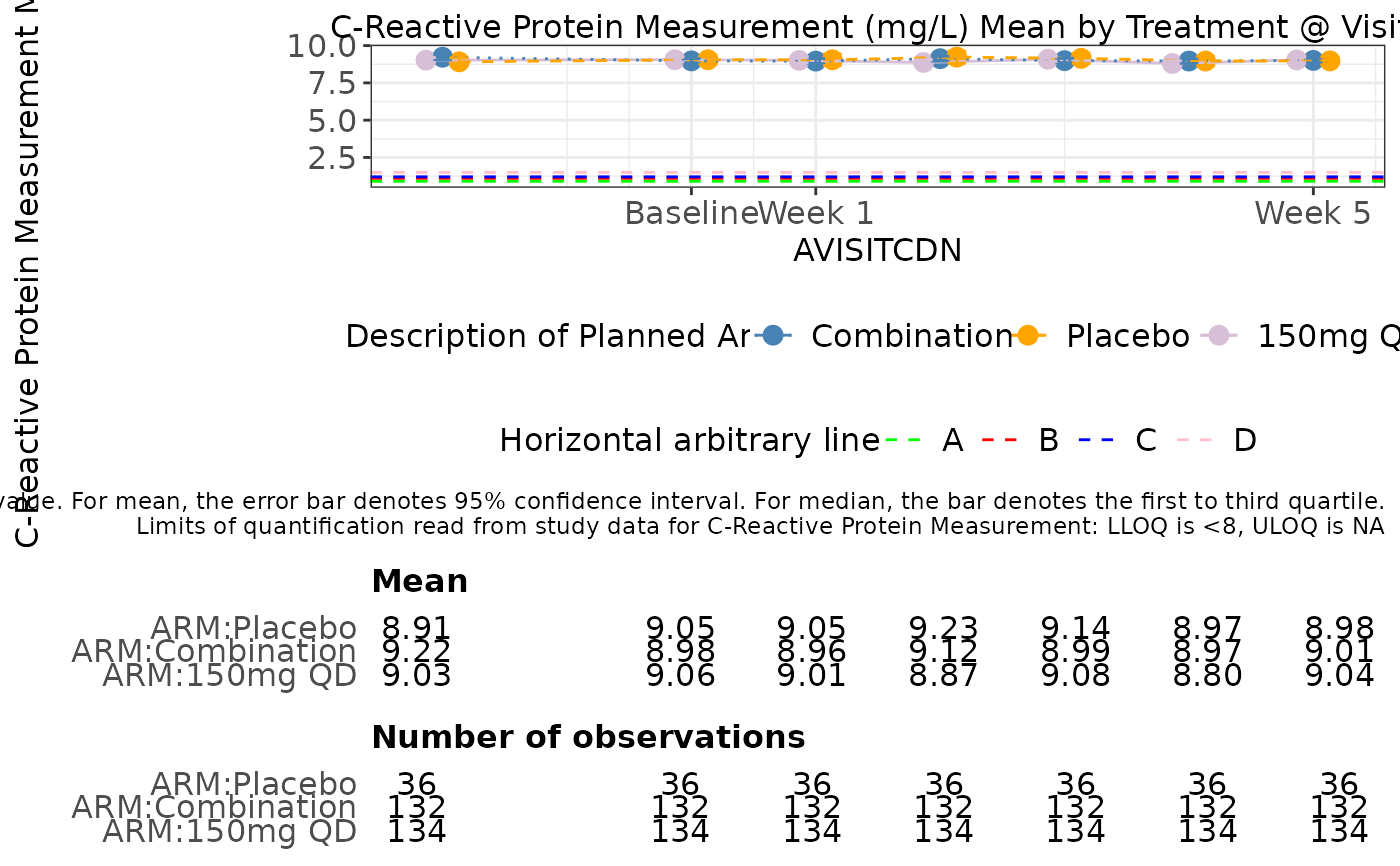 C-Reactive Protein Measurement (mg/L) Mean by Treatment @ Visit
C-Reactive Protein Measurement
10.0
7.5
5.0
2.5
Baseline Week 1 Week 5
AVISITCDN
Description of Planned Ar Combination Placebo 150mg Q
Horizontal arbitrary line A B C D
For mean, the error bar denotes 95% confidence interval. For median, the bar denotes the first to third quartile.
Limits of quantification read from study data for C-Reactive Protein Measurement: LLOQ is <8, ULOQ is NA
Mean
ARM:Placebo 8.91 9.05 9.05 9.23 9.14 8.97 8.98
ARM:Combination 9.22 8.98 8.96 9.12 8.99 8.97 9.01
ARM:150mg QD 9.03 9.06 9.01 8.87 9.08 8.80 9.04
Number of observations
ARM:Placebo 36 36 36 36 36 36 36
ARM:Combination 132 132 132 132 132 132 132
ARM:150mg QD 134 134 134 134 134 134 134